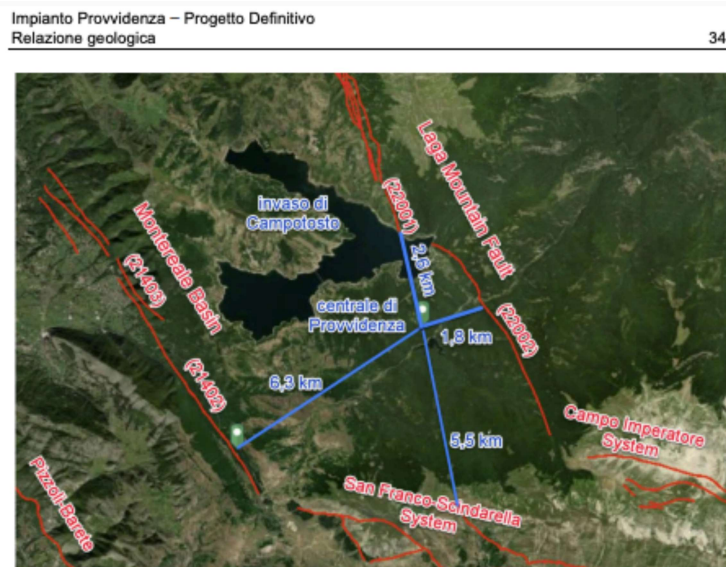 Impianto Provvidenza – Progetto Definitivo
Relazione geologica
34
Laga Mountain Fault
(22001)
invaso di
Campotosto
Montereale Basin
(21403)
2,6 km
centrale di
Provvidenza
1,8 km
(22002)
(21402)
6,3 km
5,5 km
Campo Imperatore
System
Pizzoli-Barete
San Franco-Scindarella
System